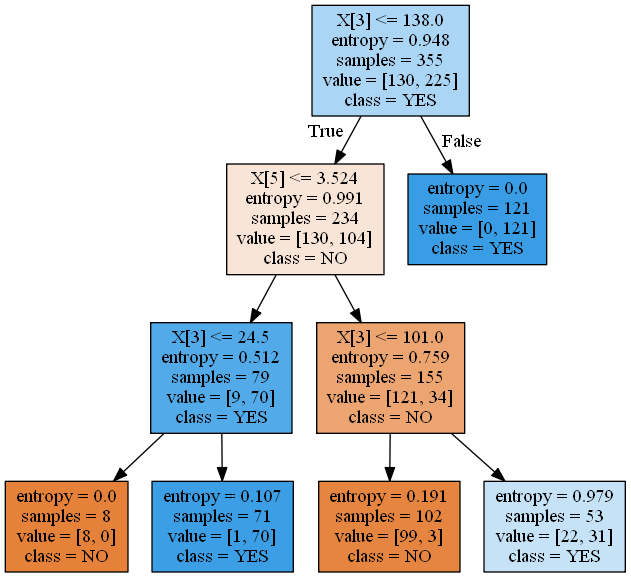 X[3] <= 138.0
entropy = 0.948
samples = 355
value = [130, 225]
class = YES
True
False
X[5] <= 3.524
entropy = 0.991
samples = 234
value = [130, 104]
class = NO
entropy = 0.0
samples = 121
value = [0, 121]
class = YES
X[3] <= 24.5
entropy = 0.512
samples = 79
value = [9, 70]
class = YES
X[3] <= 101.0
entropy = 0.759
samples = 155
value = [121, 34]
class = NO
entropy = 0.0
samples = 8
value = [8, 0]
class = NO
entropy = 0.107
samples = 71
value = [1, 70]
class = YES
entropy = 0.191
samples = 102
value = [99, 3]
class = NO
entropy = 0.979
samples = 53
value = [22, 31]
class = YES